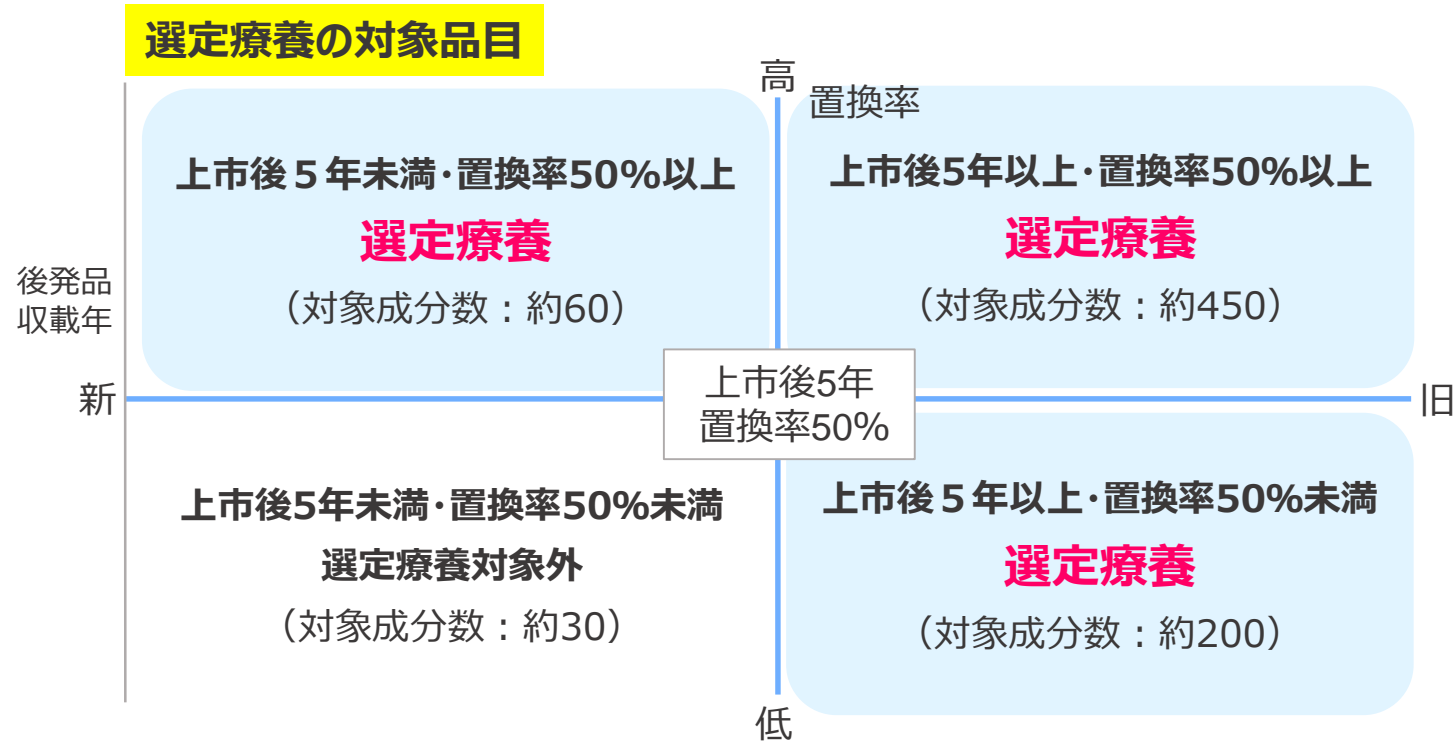 選定療養の対象品目
高
置換率
上市後５年未満・置換率50％以上
選定療養
（対象成分数：約60）
上市後5年以上・置換率50％以上
選定療養
（対象成分数：約450）
後発品
収載年
新
上市後5年
置換率50％
旧
上市後5年未満・置換率50％未満
選定療養対象外
（対象成分数：約30）
上市後５年以上・置換率50％未満
選定療養
（対象成分数：約200）
低